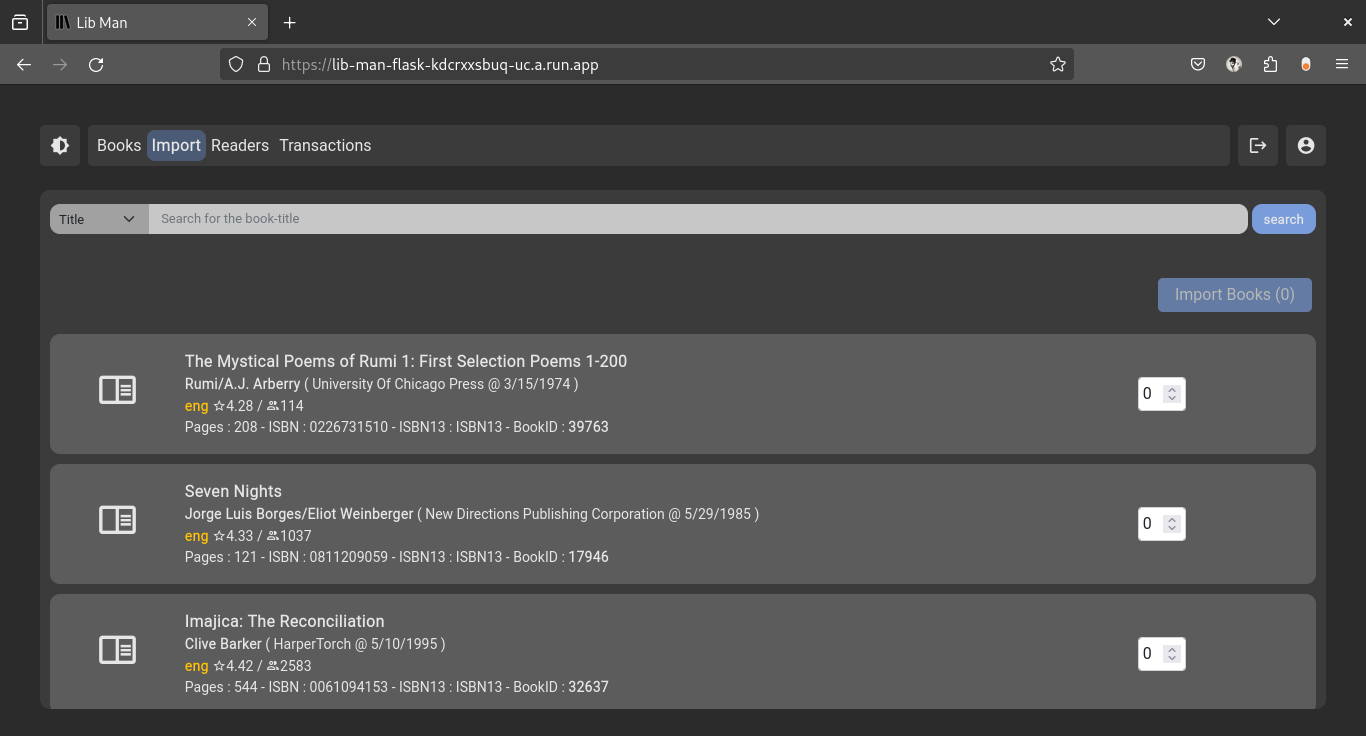 Lib Man
https://lib-man-flask-kdcrxxsbuq-uc.a.run.app
Books Import Readers Transactions
Title Search for the book-title search
Import Books (0)
The Mystical Poems of Rumi 1: First Selection Poems 1-200
Rumi/A.J. Arberry ( University Of Chicago Press @ 3/15/1974 )
eng ☆4.28 / 114
0
Pages : 208 - ISBN : 0226731510 - ISBN13 : ISBN13 - BookID : 39763
Seven Nights
Jorge Luis Borges/Eliot Weinberger ( New Directions Publishing Corporation @ 5/29/1985 )
eng ☆4.33 / 1037
0
Pages : 121 - ISBN : 0811209059 - ISBN13 : ISBN13 - BookID : 17946
Imajica: The Reconciliation
Clive Barker ( HarperTorch @ 5/10/1995 )
eng ☆4.42 / 2583
0
Pages : 544 - ISBN : 0061094153 - ISBN13 : ISBN13 - BookID : 32637